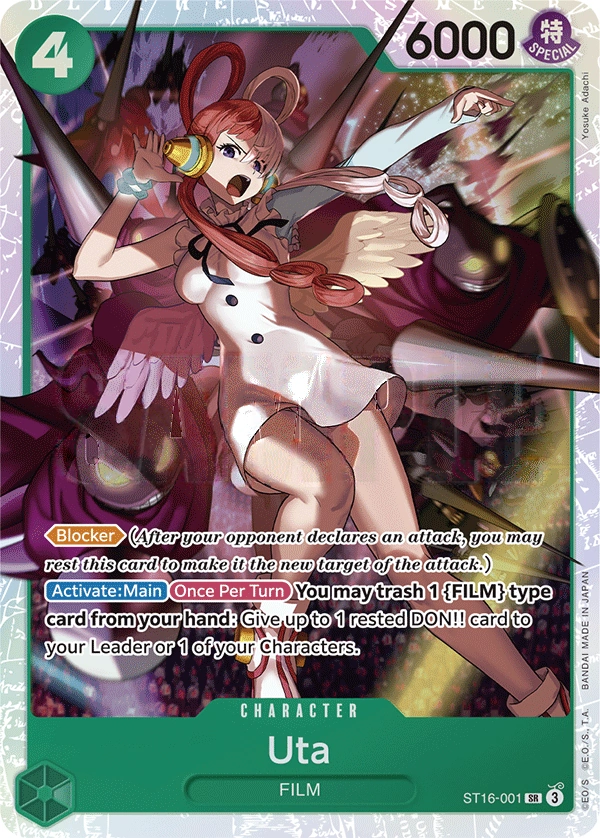 4
6000
特
SPECIAL
Yosuke Adachi
SAMPLE
Blocker (After your opponent declares an attack, you may
rest this card to make it the new target of the attack.)
Activate:Main Once Per Turn You may trash 1 {FILM} type
card from your hand: Give up to 1 rested DON!! card to
your Leader or 1 of your Characters.
©EO/S ©E.O./S., T.A. BANDAI MADE IN JAPAN
CHARACTER
Uta
FILM
ST16-001 SR 3